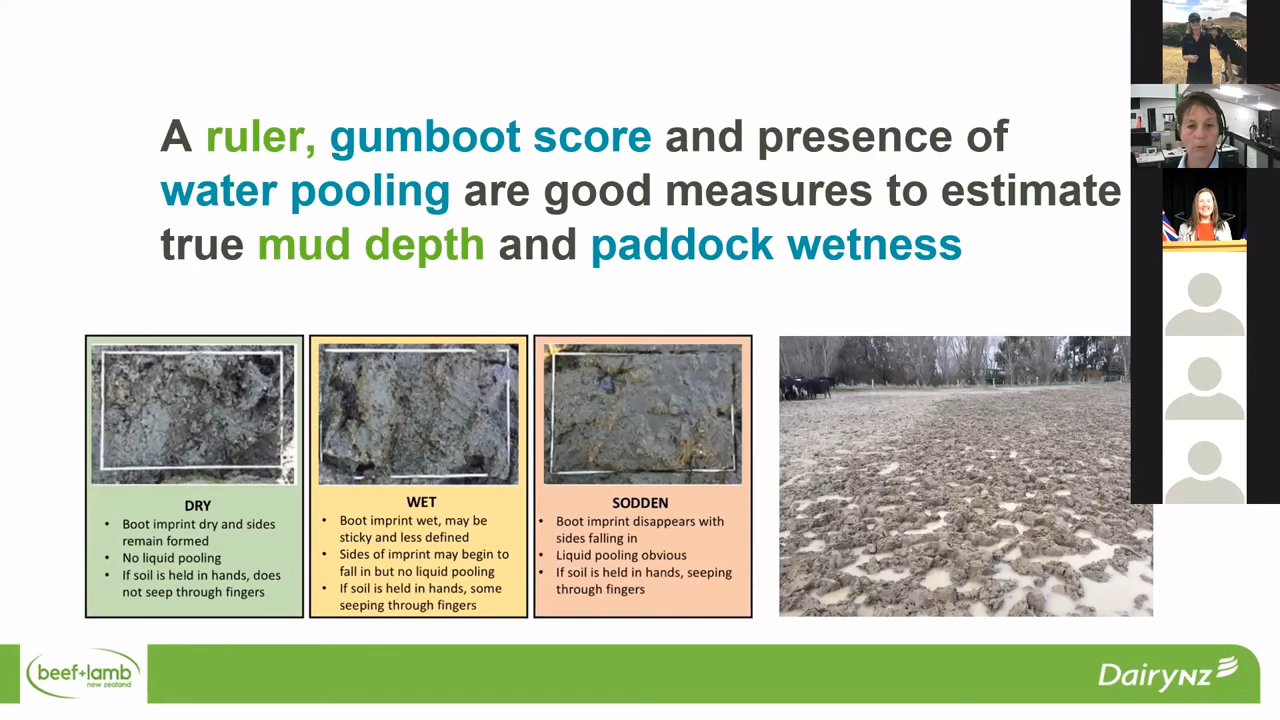 A ruler, gumboot score and presence of
water pooling are good measures to estimate
true mud depth and paddock wetness
DRY
• Boot imprint dry and sides
remain formed
• No liquid pooling
• If soil is held in hands, does
not seep through fingers
WET
• Boot imprint wet, may be
sticky and less defined
• Sides of imprint may begin to
fall in but no liquid pooling
• If soil is held in hands, some
seeping through fingers
SODDEN
• Boot imprint disappears with
sides falling in
• Liquid pooling obvious
• If soil is held in hands, seeping
through fingers
beef+lamb
new zealand
DairyNZ